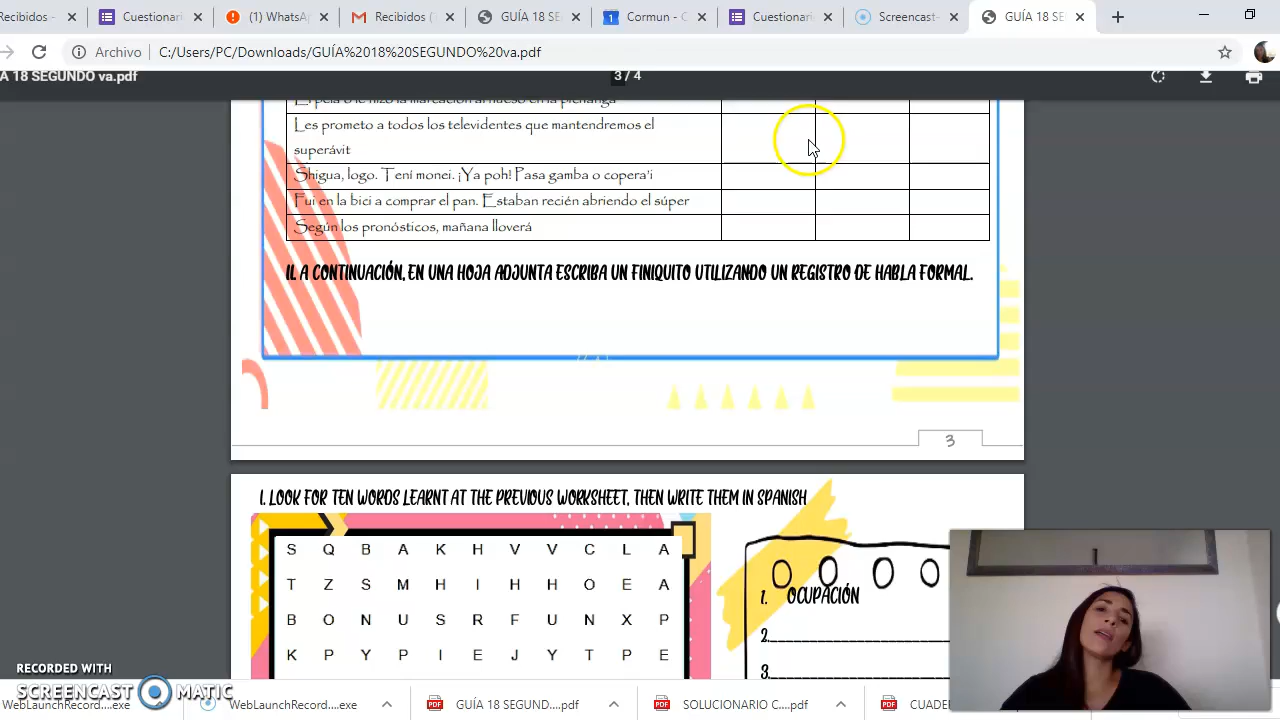 Recibidos (
Cuestionari
(1) WhatsA
Recibidos (
GUÍA 18 SE
Comun - C
Cuestionari
Screencast-
GUÍA 18 SE
Archivo
C:/Users/PC/Downloads/GUÍA%2018%20SEGUNDO%20va.pdf
A 18 SEGUNDO va.pdf
3 / 4
Les prometo a todos los televidentes que mantendremos el
superávit
Shigua, logo. Tení monei. ¡Ya poh! Pasa gamba o copera'i
Fui en la bici a comprar el pan. Estaban recién abriendo el súper
Según los pronósticos, mañana lloverá
II. A CONTINUACIÓN, EN UNA HOJA ADJUNTA ESCRIBA UN FINIQUITO UTILIZANDO UN REGISTRO DE HABLA FORMAL.
3
I. LOOK FOR TEN WORDS LEARNT AT THE PREVIOUS WORKSHEET, THEN WRITE THEM IN SPANISH
S Q B A K H V V C L A
T Z S M H I H H O E A
B O N U S R F U N X P
K P Y P I E J Y T P E
1. OCUPACIÓN
2.
3.
RECORDED WITH
SCREENCAST MATIC
WebLaunchRecord....exe
WebLaunchRecord....exe
GUÍA 18 SEGUND....pdf
SOLUCIONARIO C....pdf
CUADE